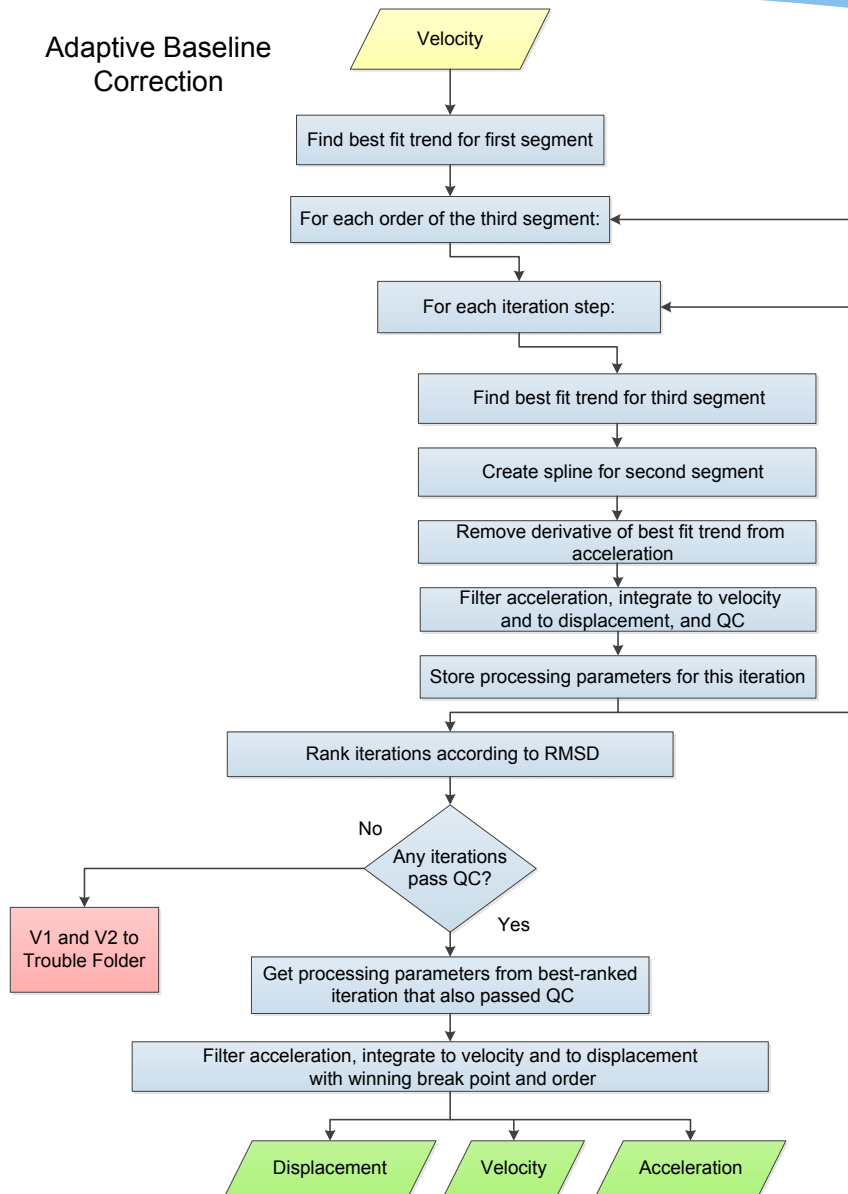 Adaptive Baseline
Correction
Velocity
Find best fit trend for first segment
For each order of the third segment:
For each iteration step:
Find best fit trend for third segment
Create spline for second segment
Remove derivative of best fit trend from
acceleration
Filter acceleration, integrate to velocity
and to displacement, and QC
Store processing parameters for this iteration
Rank iterations according to RMSD
No
Any iterations
pass QC?
Yes
V1 and V2 to
Trouble Folder
Get processing parameters from best-ranked
iteration that also passed QC
Filter acceleration, integrate to velocity and to displacement
with winning break point and order
Displacement
Velocity
Acceleration